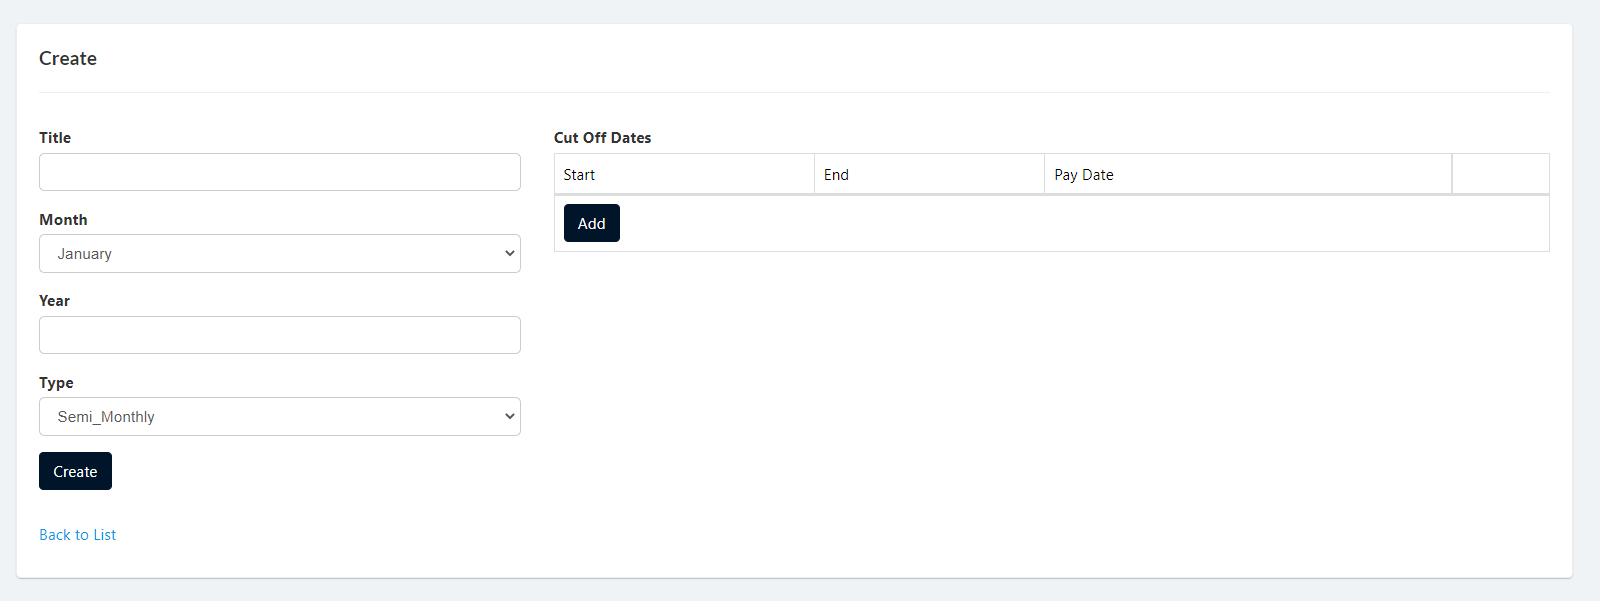 Create
Title
Month
January
Year
Type
Semi_Monthly
Create
Back to List
Cut Off Dates
Start End Pay Date
Add